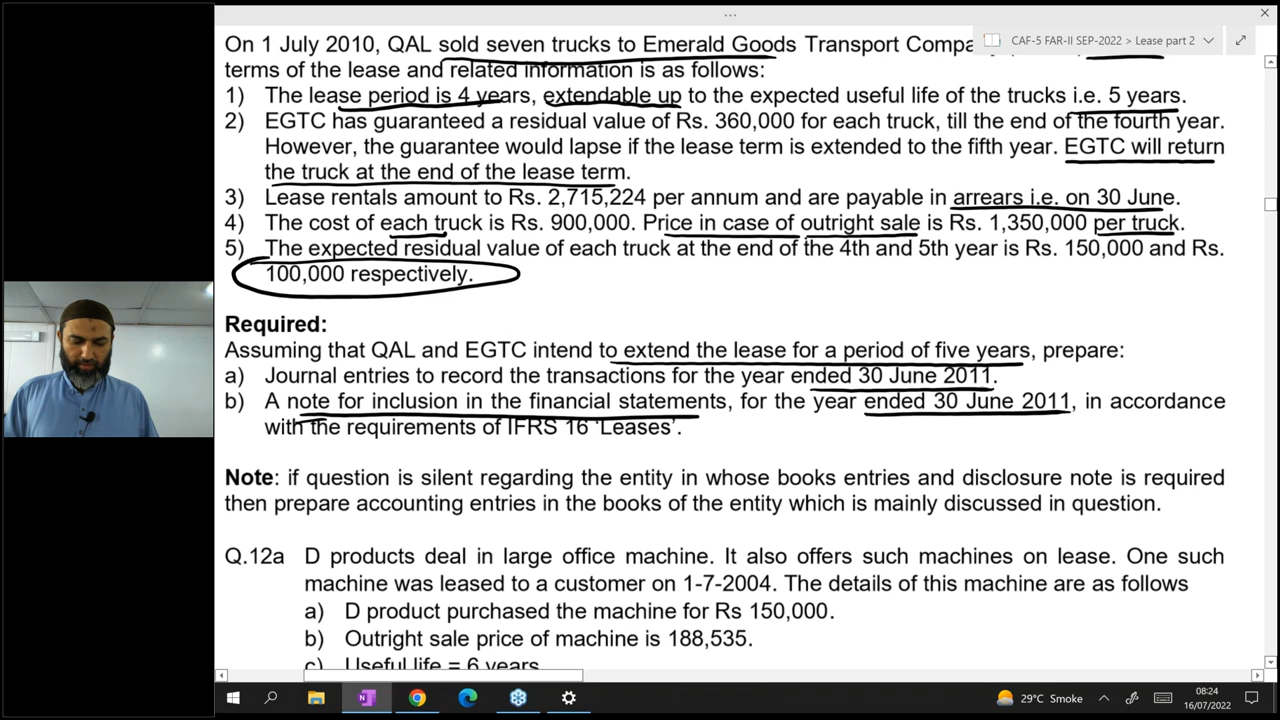 On 1 July 2010, QAL sold seven trucks to Emerald Goods Transport Compa
CAF-5 FAR-II SEP-2022 > Lease part 2
terms of the lease and related information is as follows:
1) The lease period is 4 years, extendable up to the expected useful life of the trucks i.e. 5 years.
2) EGTC has guaranteed a residual value of Rs. 360,000 for each truck, till the end of the fourth year.
However, the guarantee would lapse if the lease term is extended to the fifth year. EGTC will return
the truck at the end of the lease term.
3) Lease rentals amount to Rs. 2,715,224 per annum and are payable in arrears i.e. on 30 June.
4) The cost of each truck is Rs. 900,000. Price in case of outright sale is Rs. 1,350,000 per truck.
5) The expected residual value of each truck at the end of the 4th and 5th year is Rs. 150,000 and Rs.
100,000 respectively.
Required:
Assuming that QAL and EGTC intend to extend the lease for a period of five years, prepare:
a) Journal entries to record the transactions for the year ended 30 June 2011.
b) A note for inclusion in the financial statements, for the year ended 30 June 2011, in accordance
with the requirements of IFRS 16 'Leases'.
Note: if question is silent regarding the entity in whose books entries and disclosure note is required
then prepare accounting entries in the books of the entity which is mainly discussed in question.
Q.12a D products deal in large office machine. It also offers such machines on lease. One such
machine was leased to a customer on 1-7-2004. The details of this machine are as follows
a) D product purchased the machine for Rs 150,000.
b) Outright sale price of machine is 188,535.
c) Useful life = 6 years
29°C Smoke
08:24
16/07/2022